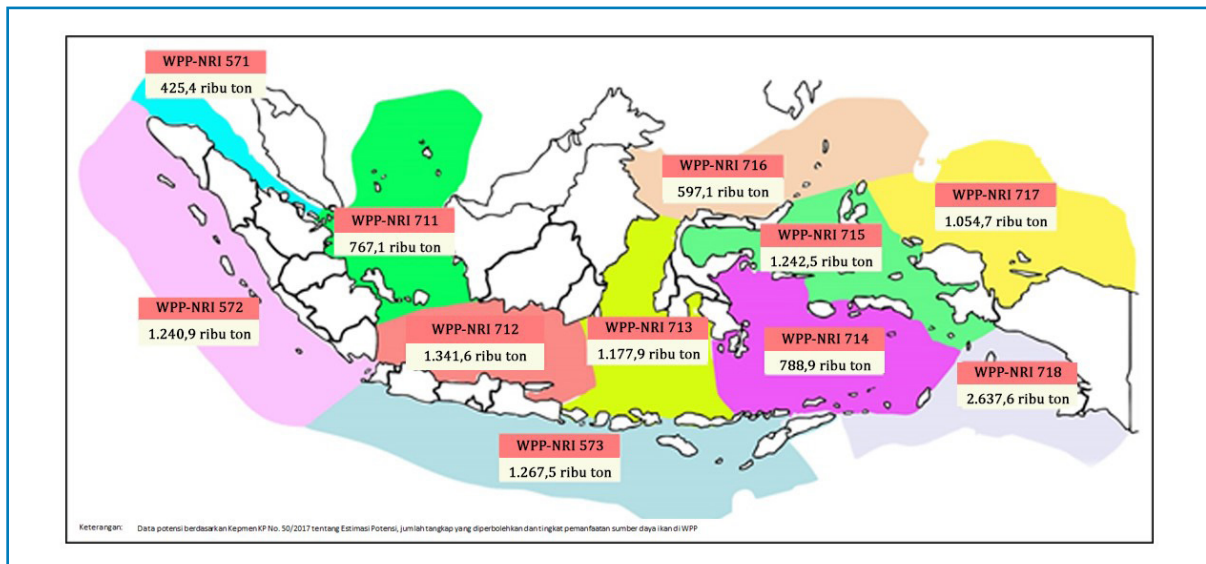 WPP-NRI 571
425,4 ribu ton
WPP-NRI 716
597,1 ribu ton
WPP-NRI 717
1.054,7 ribu ton
WPP-NRI 711
767,1 ribu ton
WPP-NRI 715
1.242,5 ribu ton
WPP-NRI 572
1.240,9 ribu ton
WPP-NRI 712
1.341,6 ribu ton
WPP-NRI 713
1.177,9 ribu ton
WPP-NRI 714
788,9 ribu ton
WPP-NRI 718
2.637,6 ribu ton
WPP-NRI 573
1.267,5 ribu ton
Keterangan: Data potensi berdasarkan Kepmen KP No. 50/2017 tentang Estimasi Potensi, jumlah tangkap yang diperbolehkan dan tingkat pemanfaatan sumber daya ikan di WPP